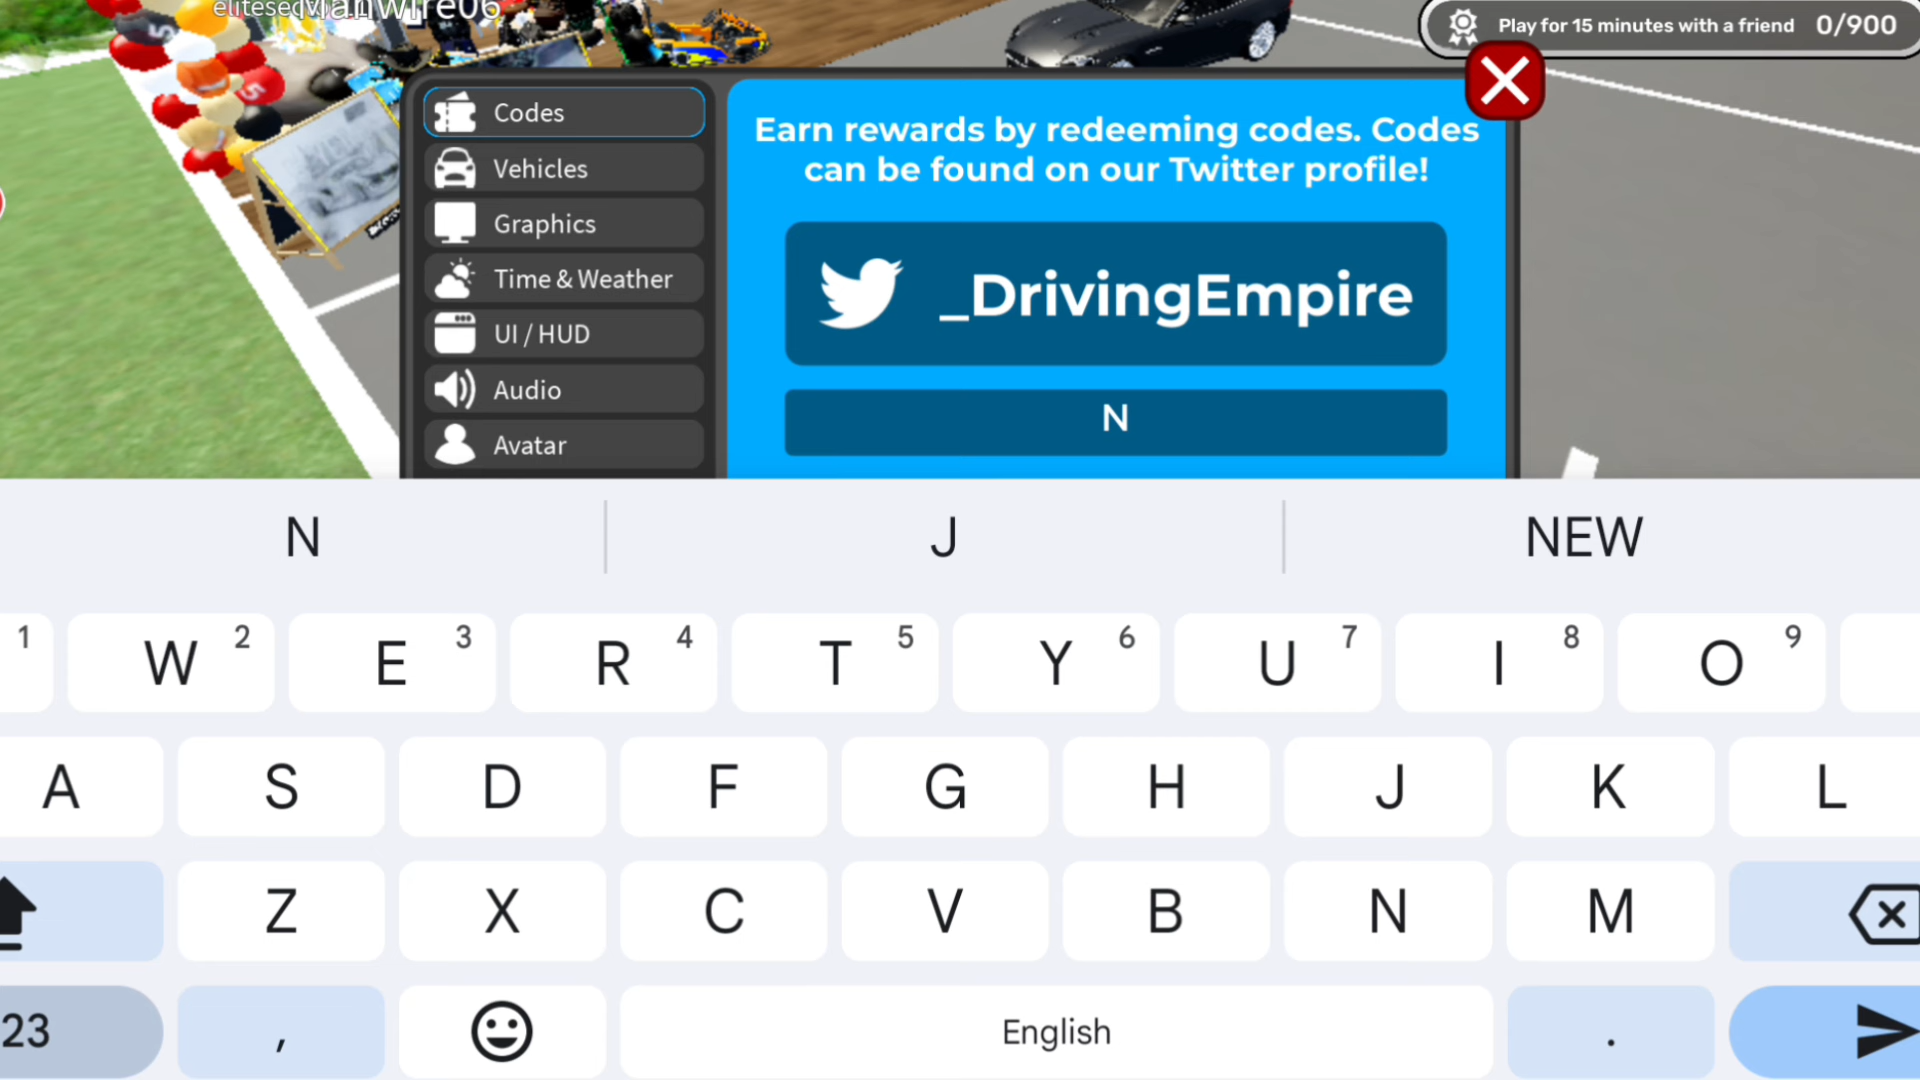 Play for 15 minutes with a friend 0/900
Codes
Vehicles
Graphics
Time & Weather
UI / HUD
Audio
Avatar
Earn rewards by redeeming codes. Codes
can be found on our Twitter profile!
_DrivingEmpire
N
N J NEW
1 W 2 E 3 R 4 T 5 Y 6 U 7 I 8 O 9
A S D F G H J K L
Z X C V B N M
23 , English .